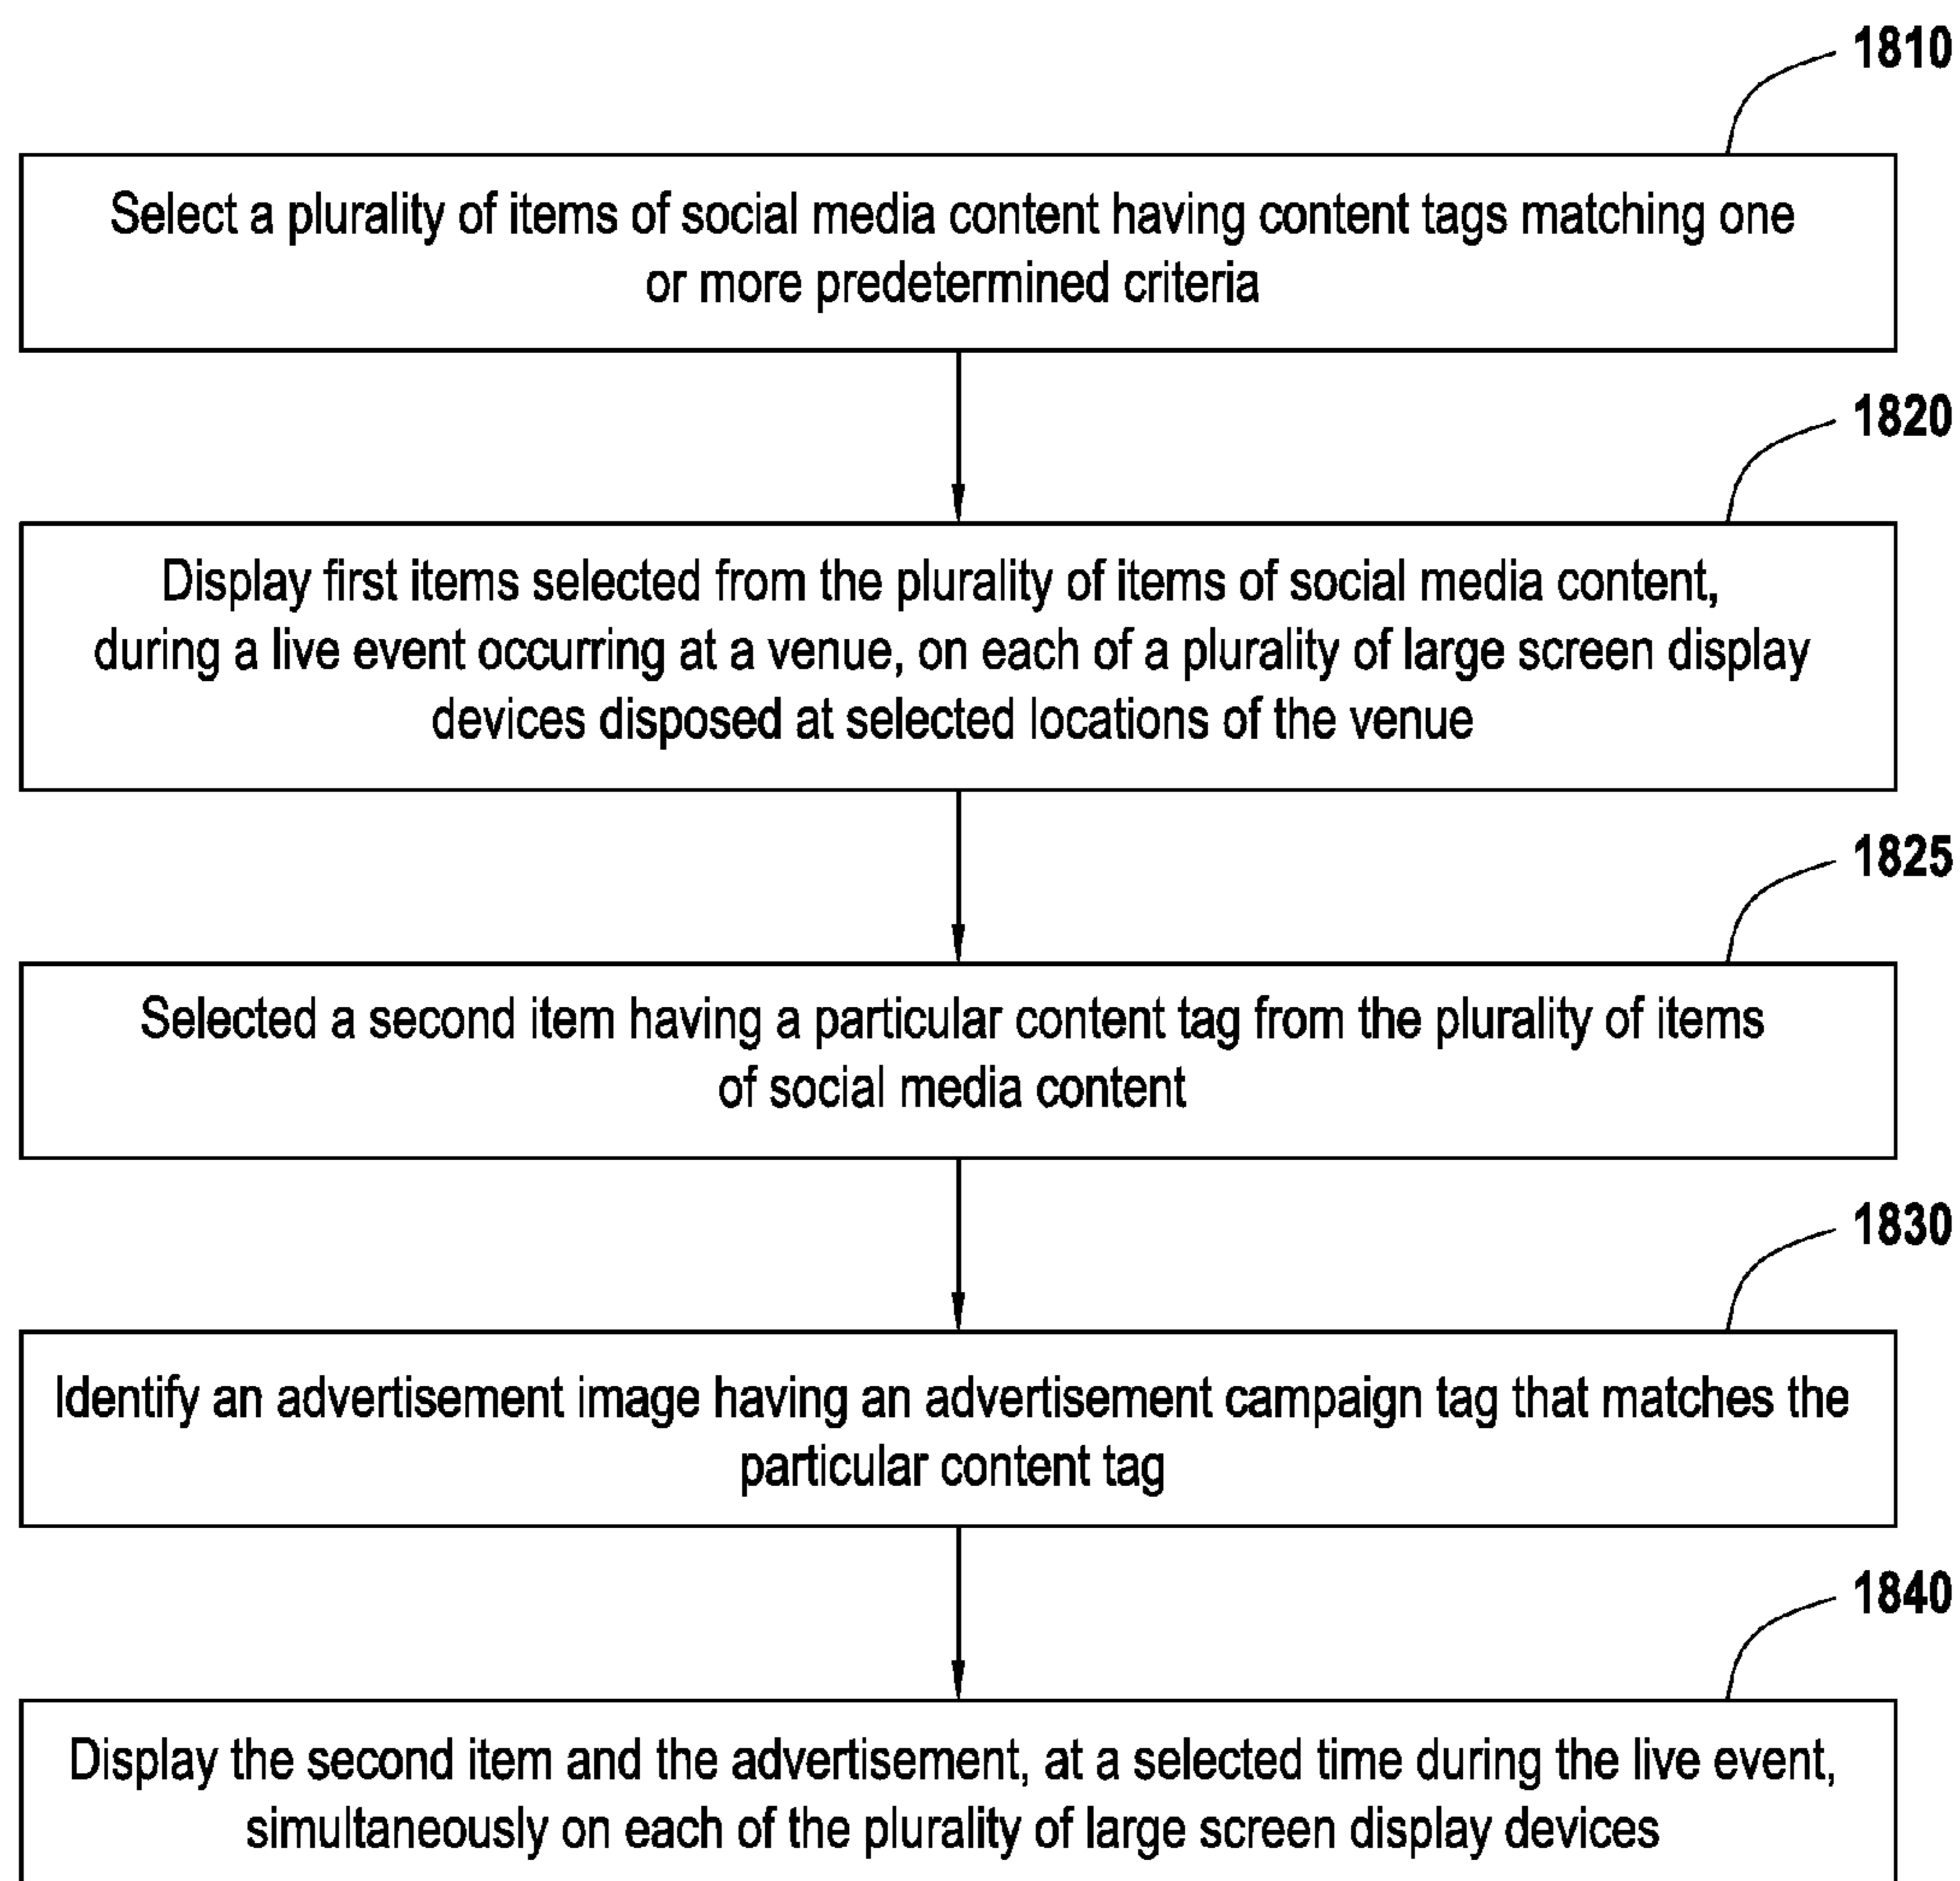 1810
Select a plurality of items of social media content having content tags matching one
or more predetermined criteria
1820
Display first items selected from the plurality of items of social media content,
during a live event occurring at a venue, on each of a plurality of large screen display
devices disposed at selected locations of the venue
1825
Selected a second item having a particular content tag from the plurality of items
of social media content
1830
Identify an advertisement image having an advertisement campaign tag that matches the
particular content tag
1840
Display the second item and the advertisement, at a selected time during the live event,
simultaneously on each of the plurality of large screen display devices